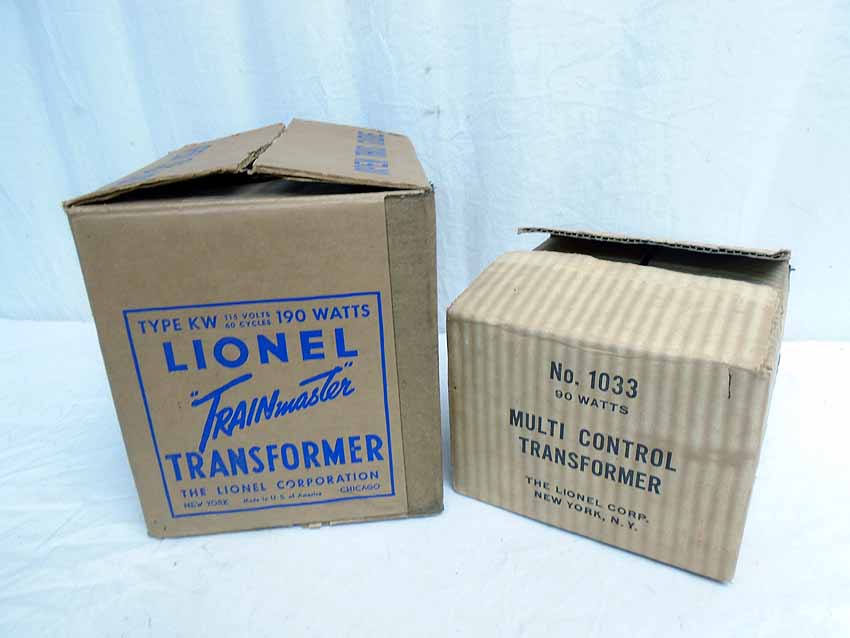 TYPE KW 115 VOLTS 60 CYCLES 190 WATTS
LIONEL
"TRAINmaster"
TRANSFORMER
THE LIONEL CORPORATION
NEW YORK Made in U.S. of America CHICAGO
No. 1033
90 WATTS
MULTI CONTROL
TRANSFORMER
THE LIONEL CORP.
NEW YORK, N.Y.